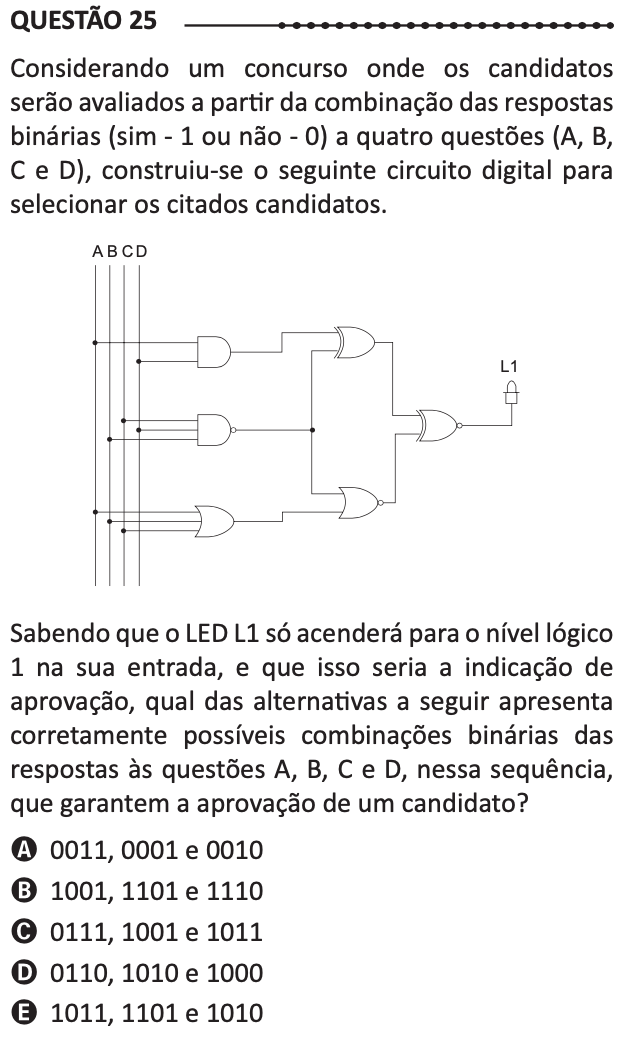 QUESTÃO 25
Considerando um concurso onde os candidatos
serão avaliados a partir da combinação das respostas
binárias (sim - 1 ou não - 0) a quatro questões (A, B,
C e D), construiu-se o seguinte circuito digital para
selecionar os citados candidatos.
A B C D
L1
Sabendo que o LED L1 só acenderá para o nível lógico
1 na sua entrada, e que isso seria a indicação de
aprovação, qual das alternativas a seguir apresenta
corretamente possíveis combinações binárias das
respostas às questões A, B, C e D, nessa sequência,
que garantem a aprovação de um candidato?
A 0011, 0001 e 0010
B 1001, 1101 e 1110
C 0111, 1001 e 1011
D 0110, 1010 e 1000
E 1011, 1101 e 1010